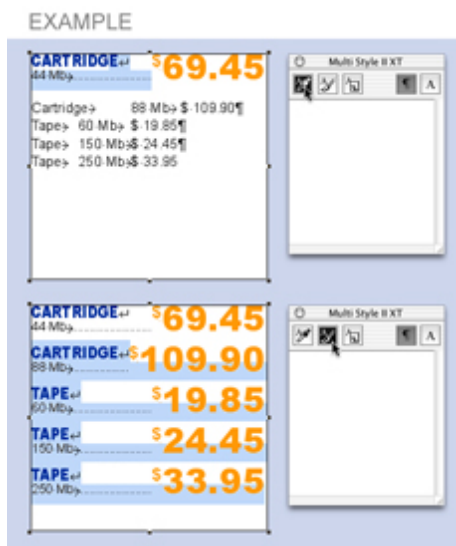 EXAMPLE
CARTRIDGE↵ $69.45
44·Mb→
Cartridge→ 88·Mb→ $·109.90¶
Tape→ 60·Mb→ $·19.85¶
Tape→ 150·Mb→ $·24.45¶
Tape→ 250·Mb→ $·33.95
Multi Style II XT
¶ A
CARTRIDGE↵ $69.45
44·Mb→
CARTRIDGE↵ $109.90
88·Mb→
TAPE↵ $19.85
60·Mb→
TAPE↵ $24.45
150·Mb→
TAPE↵ $33.95
250·Mb→
Multi Style II XT
¶ A